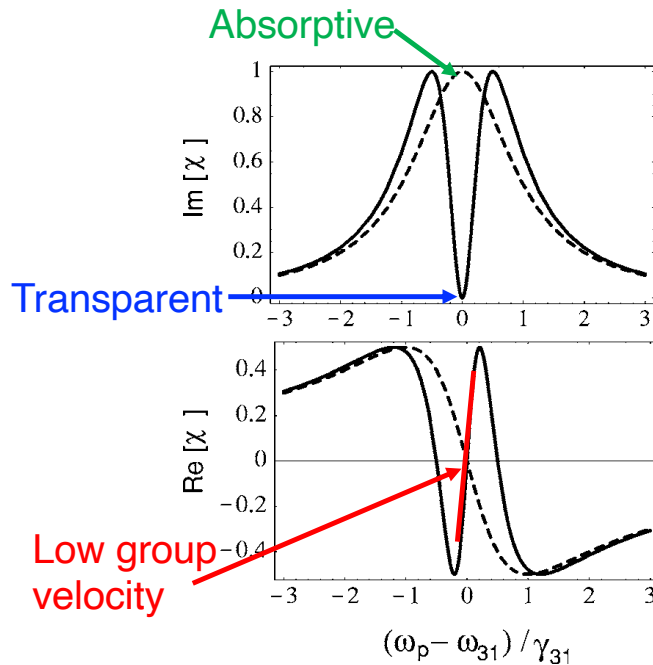 Absorptive
1
0.8
0.6
0.4
0.2
0
Im [ χ ]
Transparent
-3 -2 -1 0 1 2 3
0.4
0.2
0
-0.2
-0.4
Re [ χ ]
Low group
velocity
-3 -2 -1 0 1 2 3
(ωp - ω31) / γ31